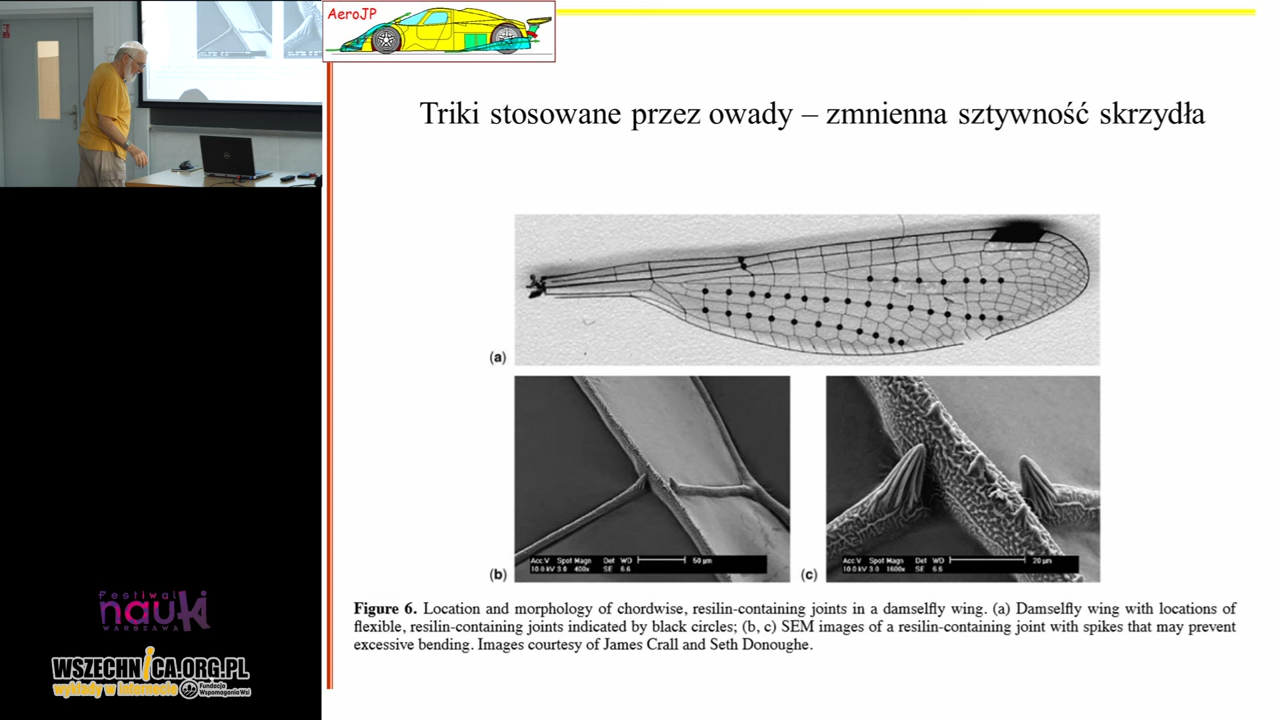 AeroJP
Triki stosowane przez owady – zmnienna sztywność skrzydła
(a)
(b)
Acc.V Spot Magn Det WD 50 µm
10.0 kV 3.0 400x SE 6.6
(c)
Acc.V Spot Magn Det WD 20 µm
10.0 kV 3.0 1600x SE 6.6
Figure 6. Location and morphology of chordwise, resilin-containing joints in a damselfly wing. (a) Damselfly wing with locations of
flexible, resilin-containing joints indicated by black circles; (b, c) SEM images of a resilin-containing joint with spikes that may prevent
excessive bending. Images courtesy of James Crall and Seth Donoughe.
Festiwal
nauki
WARSZAWA
WSZECHNICA.ORG.PL
wykłady w internecie
Fundacja
Wspomagania Wsi